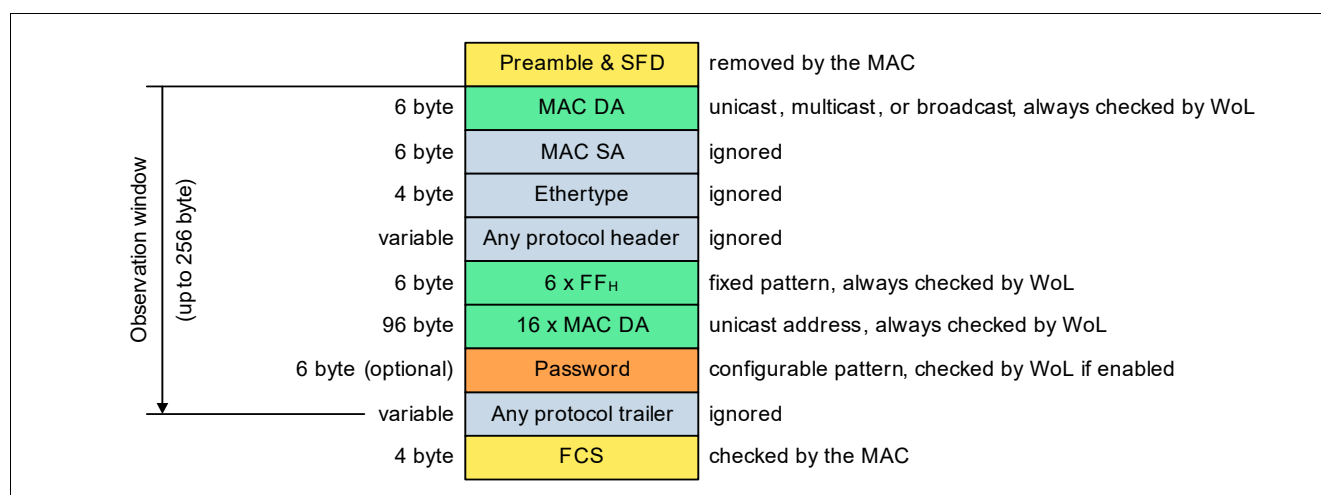 Preamble & SFD removed by the MAC
6 byte MAC DA unicast, multicast, or broadcast, always checked by WoL
6 byte MAC SA ignored
4 byte Ethertype ignored
variable Any protocol header ignored
6 byte 6 x FFH fixed pattern, always checked by WoL
96 byte 16 x MAC DA unicast address, always checked by WoL
6 byte (optional) Password configurable pattern, checked by WoL if enabled
variable Any protocol trailer ignored
4 byte FCS checked by the MAC
Observation window
(up to 256 byte)